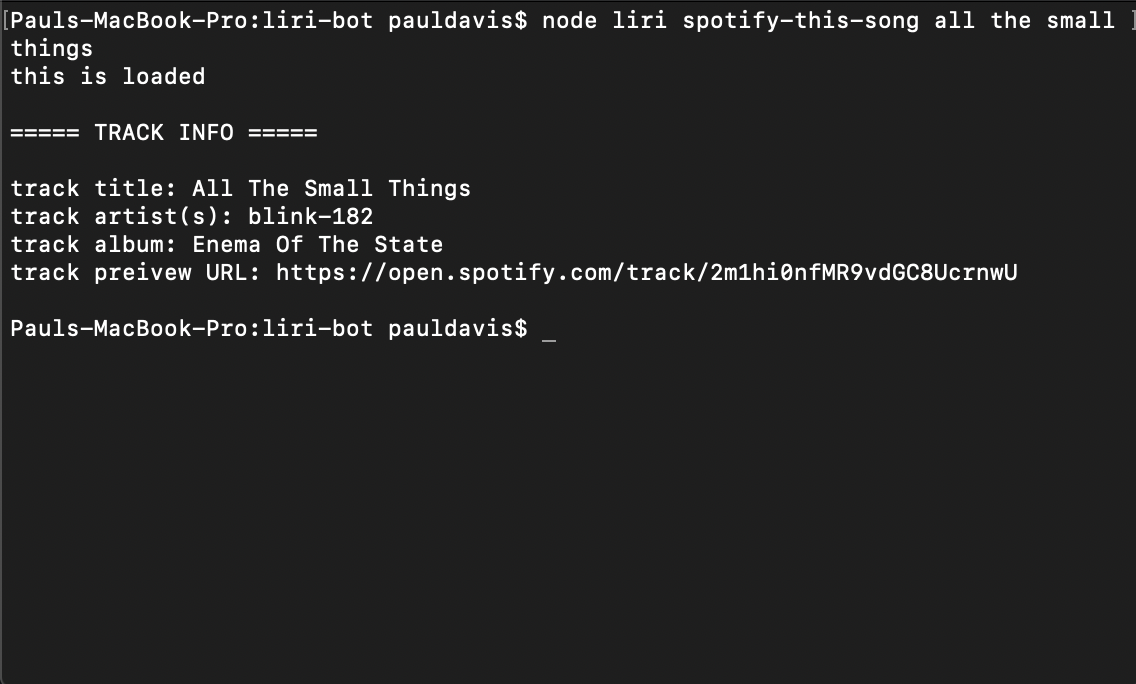 [Pauls-MacBook-Pro:liri-bot pauldavis$ node liri spotify-this-song all the small ]
things
this is loaded
===== TRACK INFO =====
track title: All The Small Things
track artist(s): blink-182
track album: Enema Of The State
track preivew URL: https://open.spotify.com/track/2m1hi0nfMR9vdGC8UcrnwU
Pauls-MacBook-Pro:liri-bot pauldavis$ _